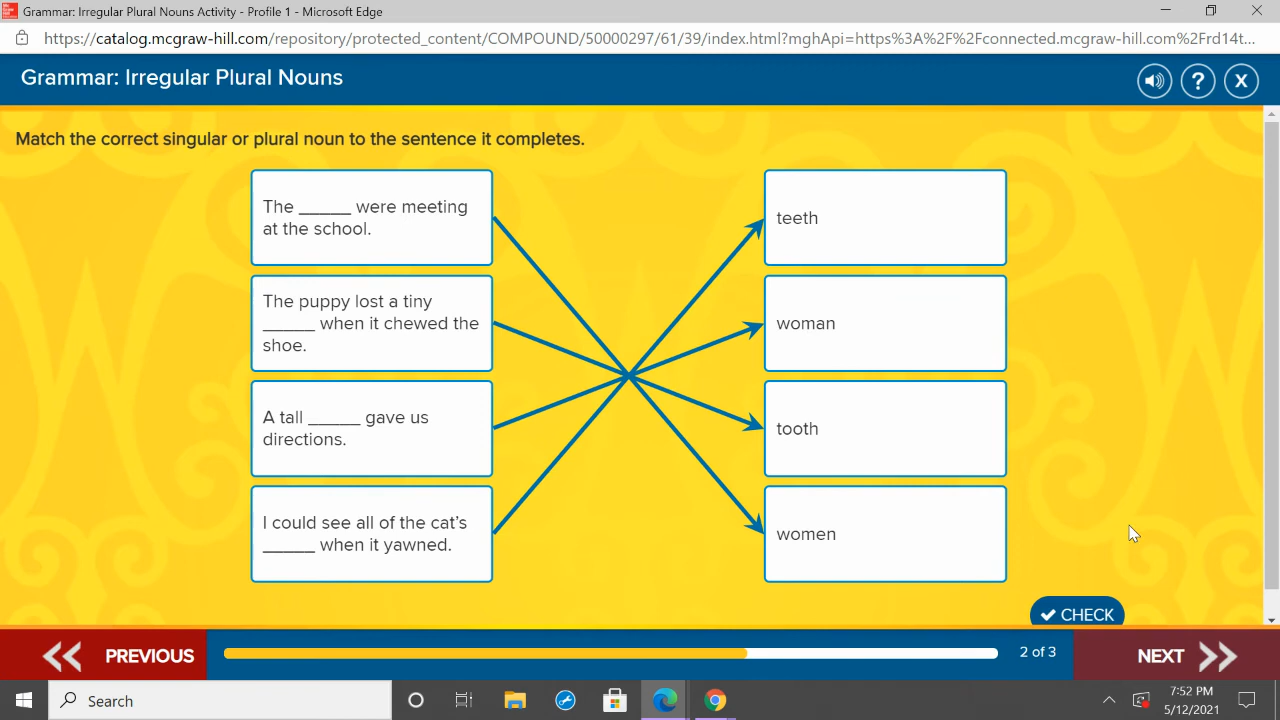 Grammar: Irregular Plural Nouns Activity - Profile 1 - Microsoft Edge
https://catalog.mcgraw-hill.com/repository/protected_content/COMPOUND/50000297/61/39/index.html?mghApi=https%3A%2F%2Fconnected.mcgraw-hill.com%2Frd14t...
Grammar: Irregular Plural Nouns
?
X
Match the correct singular or plural noun to the sentence it completes.
The _____ were meeting
at the school.
teeth
The puppy lost a tiny
_____ when it chewed the
shoe.
woman
A tall _____ gave us
directions.
tooth
I could see all of the cat's
_____ when it yawned.
women
CHECK
PREVIOUS
2 of 3
NEXT
Search
7:52 PM
5/12/2021